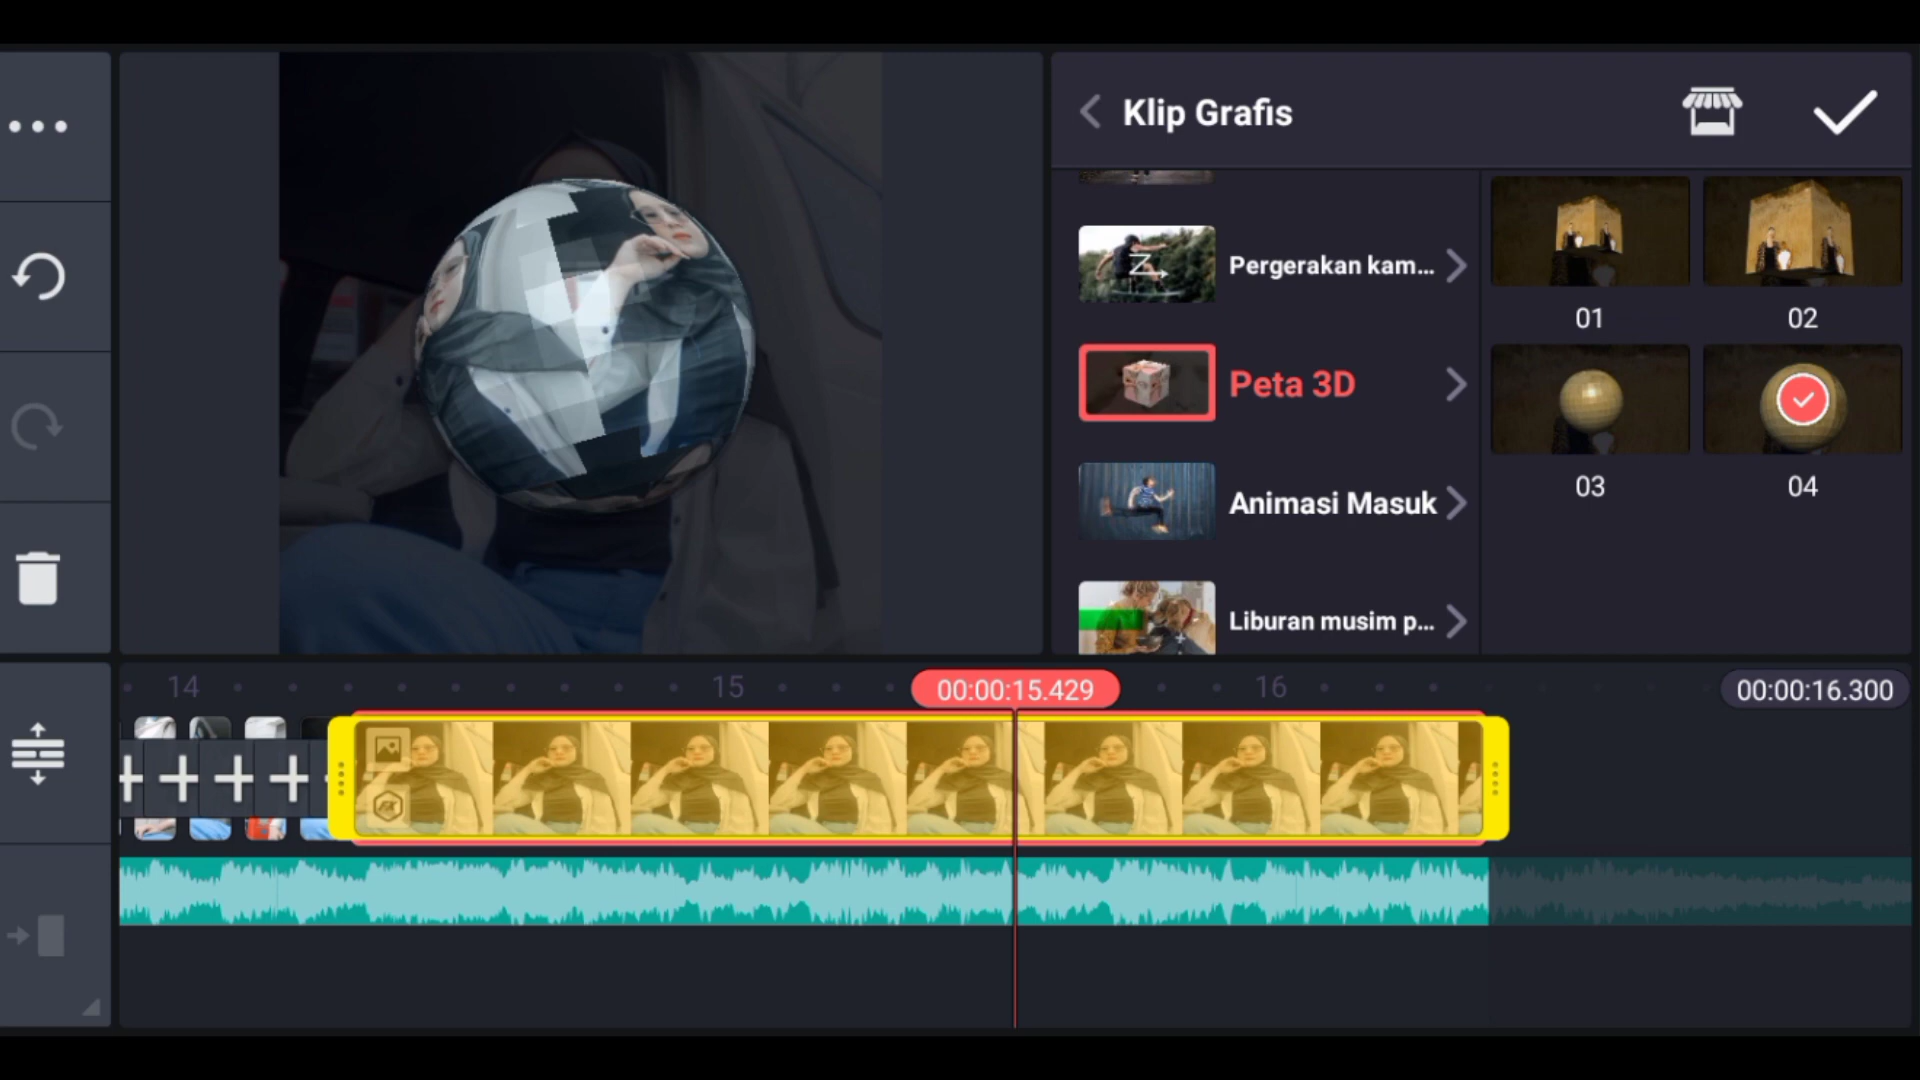 Klip Grafis
Pergerakan kam...
Peta 3D
Animasi Masuk
Liburan musim p...
01
02
03
04
14
15
00:00:15.429
16
00:00:16.300